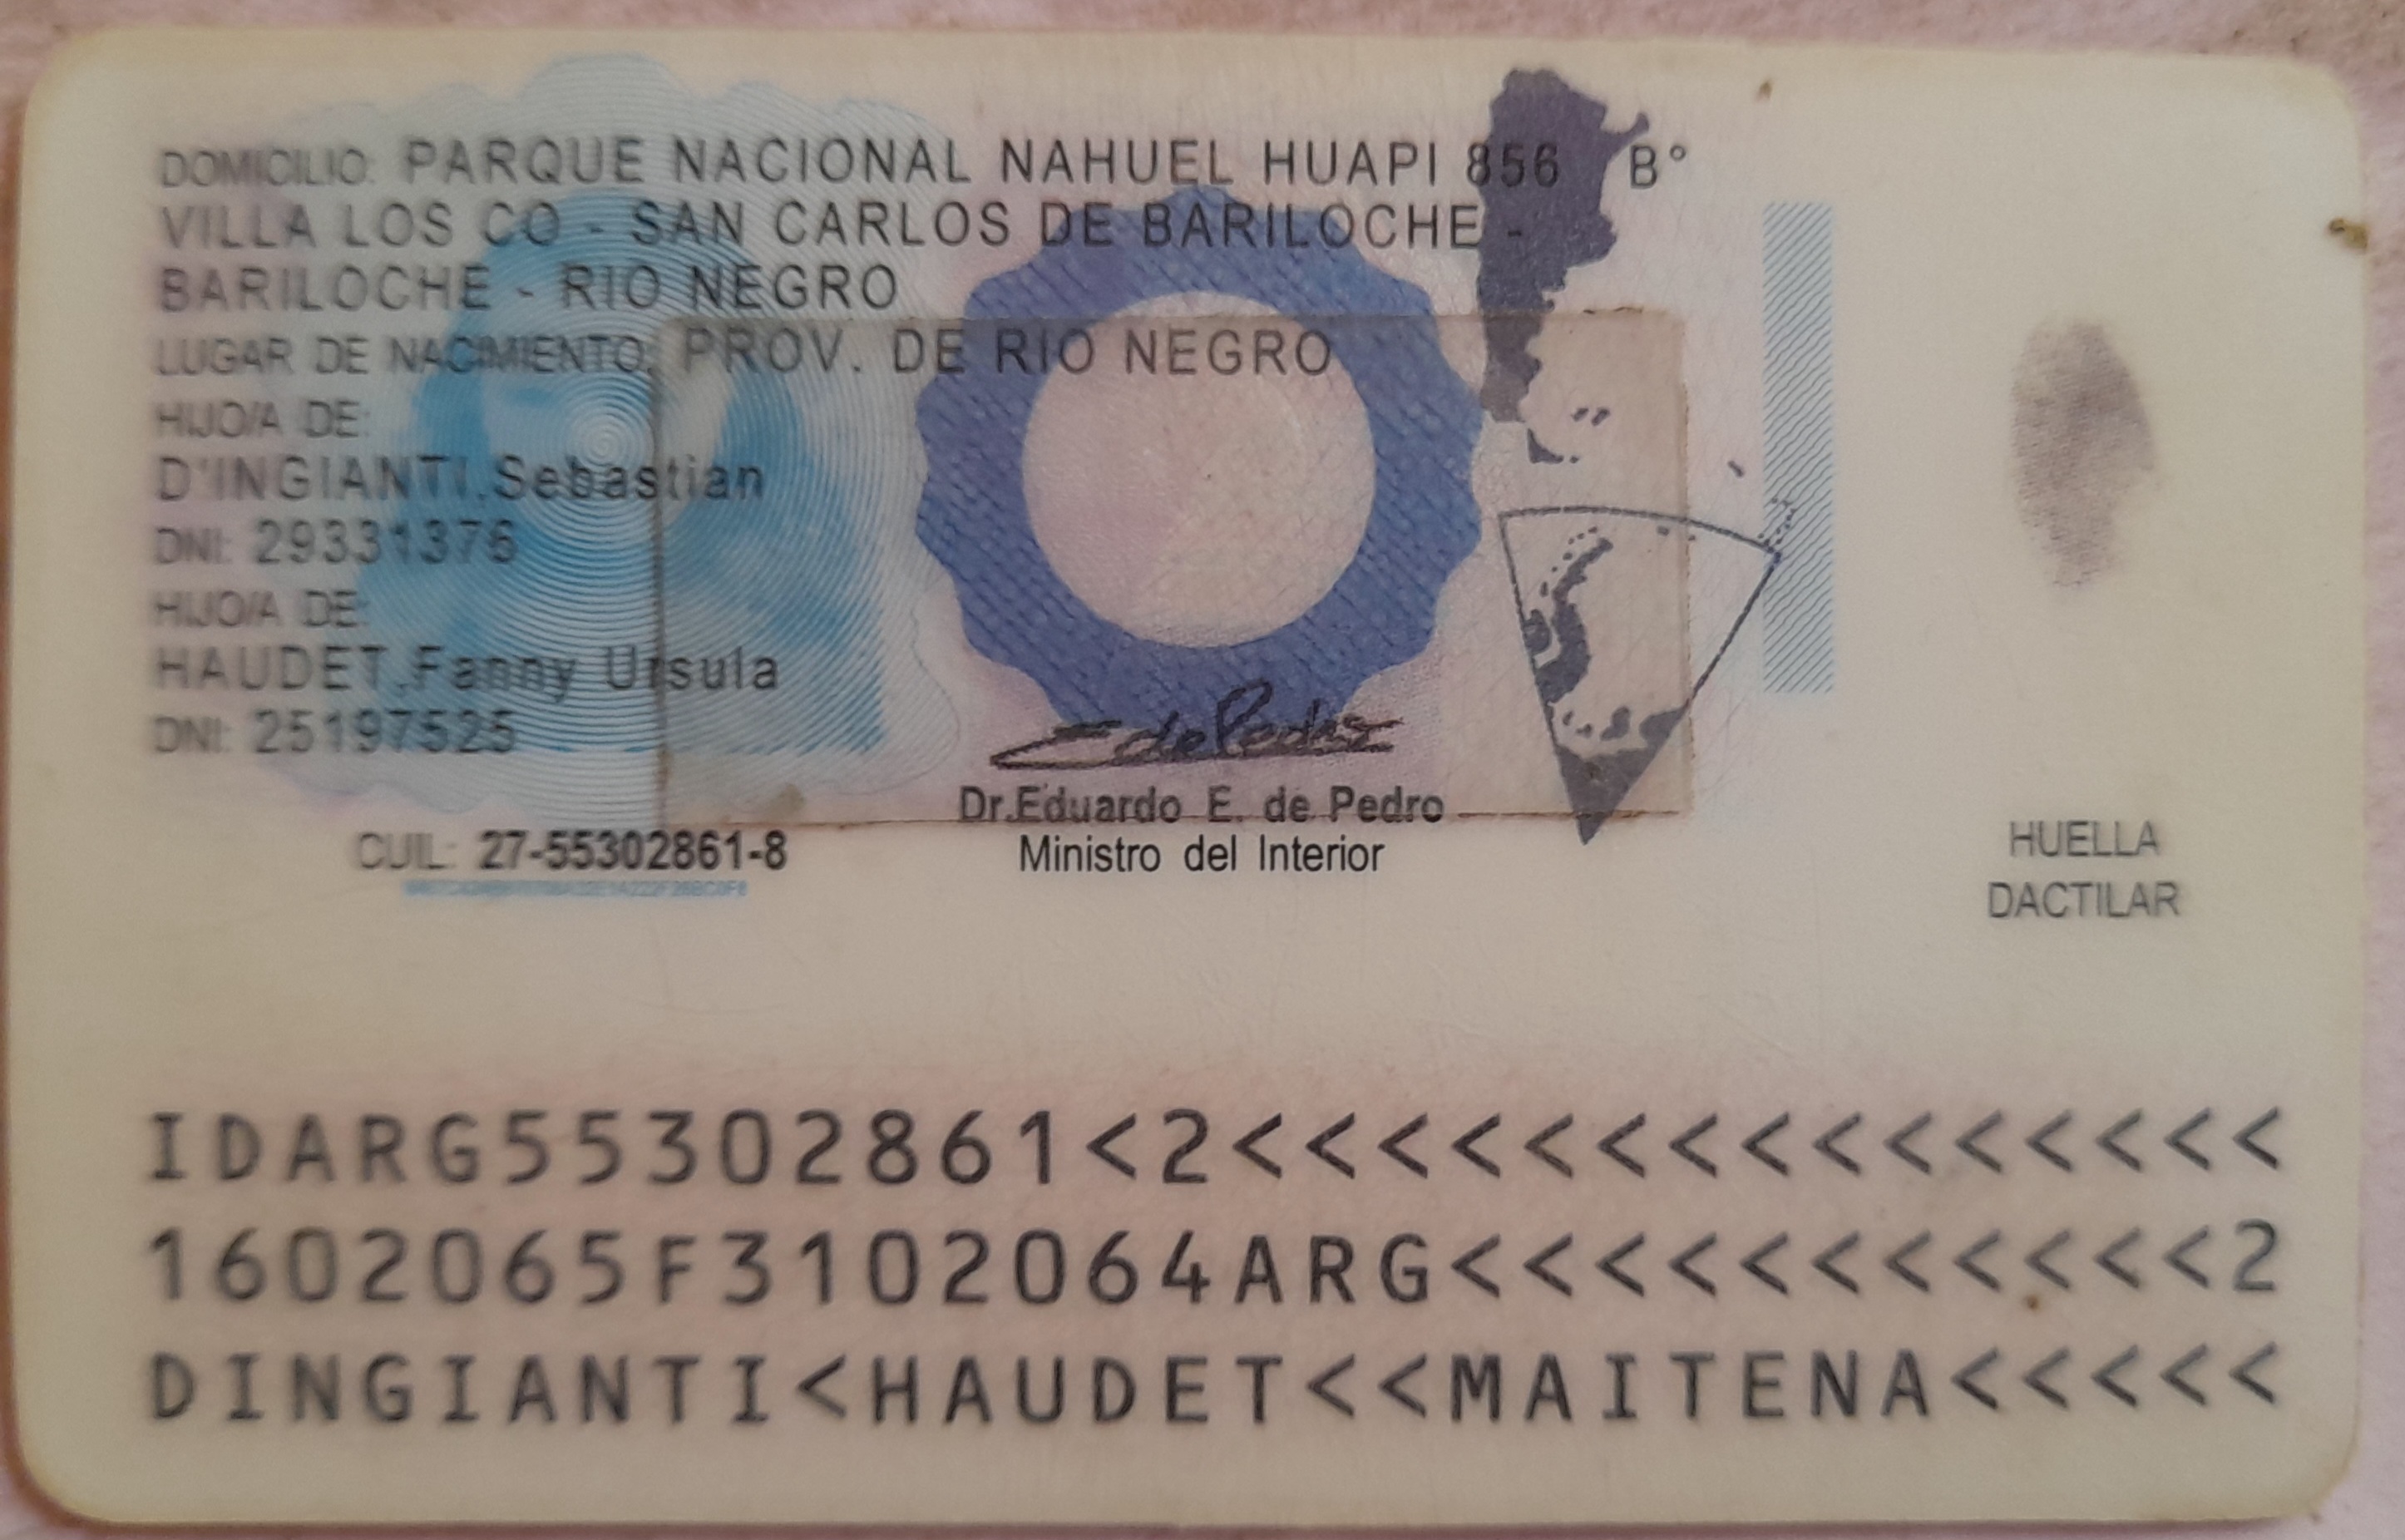 DOMICILIO: PARQUE NACIONAL NAHUEL HUAPI 856 B°
VILLA LOS CO - SAN CARLOS DE BARILOCHE -
BARILOCHE - RIO NEGRO
LUGAR DE NACIMIENTO: PROV. DE RIO NEGRO
HIJO/A DE:
D'INGIANTI,Sebastian
DNI: 29331376
HIJO/A DE:
HAUDET,Fanny Ursula
DNI: 25197525
CUIL: 27-55302861-8
E de Pedro
Dr.Eduardo E. de Pedro
Ministro del Interior
HUELLA
DACTILAR
IDARG55302861<2<<<<<<<<<<<<<<<
1602065F3102064ARG<<<<<<<<<<<2
DINGIANTI<HAUDET<<MAITENA<<<<<